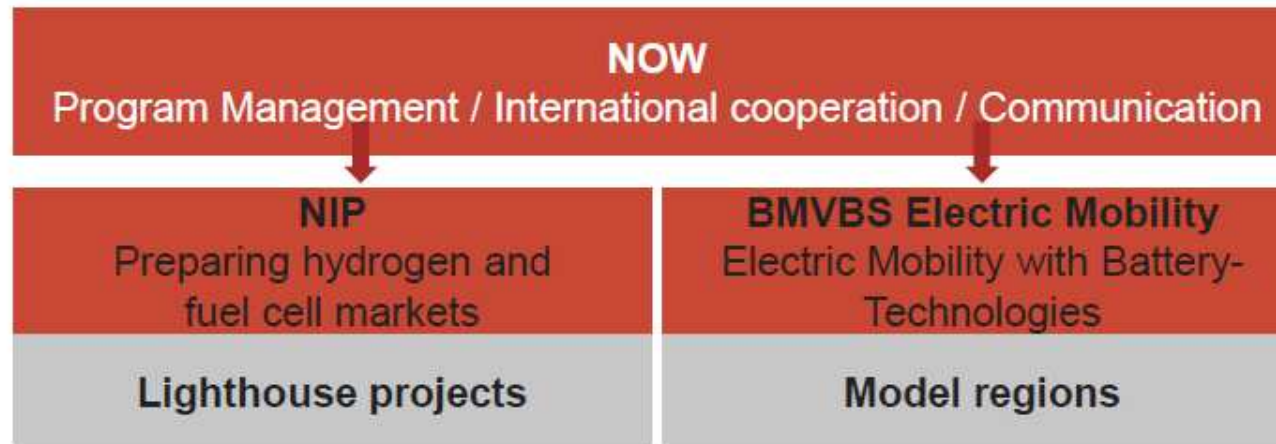 NOW
Program Management / International cooperation / Communication
NIP
Preparing hydrogen and
fuel cell markets
BMVBS Electric Mobility
Electric Mobility with Battery-
Technologies
Lighthouse projects
Model regions